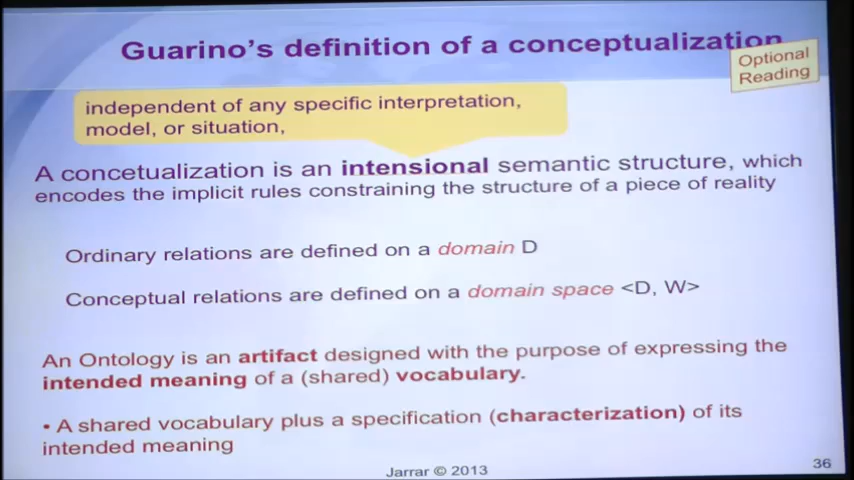 Guarino's definition of a conceptualization
Optional
Reading
independent of any specific interpretation,
model, or situation,
A concetualization is an intensional semantic structure, which
encodes the implicit rules constraining the structure of a piece of reality
Ordinary relations are defined on a domain D
Conceptual relations are defined on a domain space <D, W>
An Ontology is an artifact designed with the purpose of expressing the
intended meaning of a (shared) vocabulary.
• A shared vocabulary plus a specification (characterization) of its
intended meaning
Jarrar © 2013
36